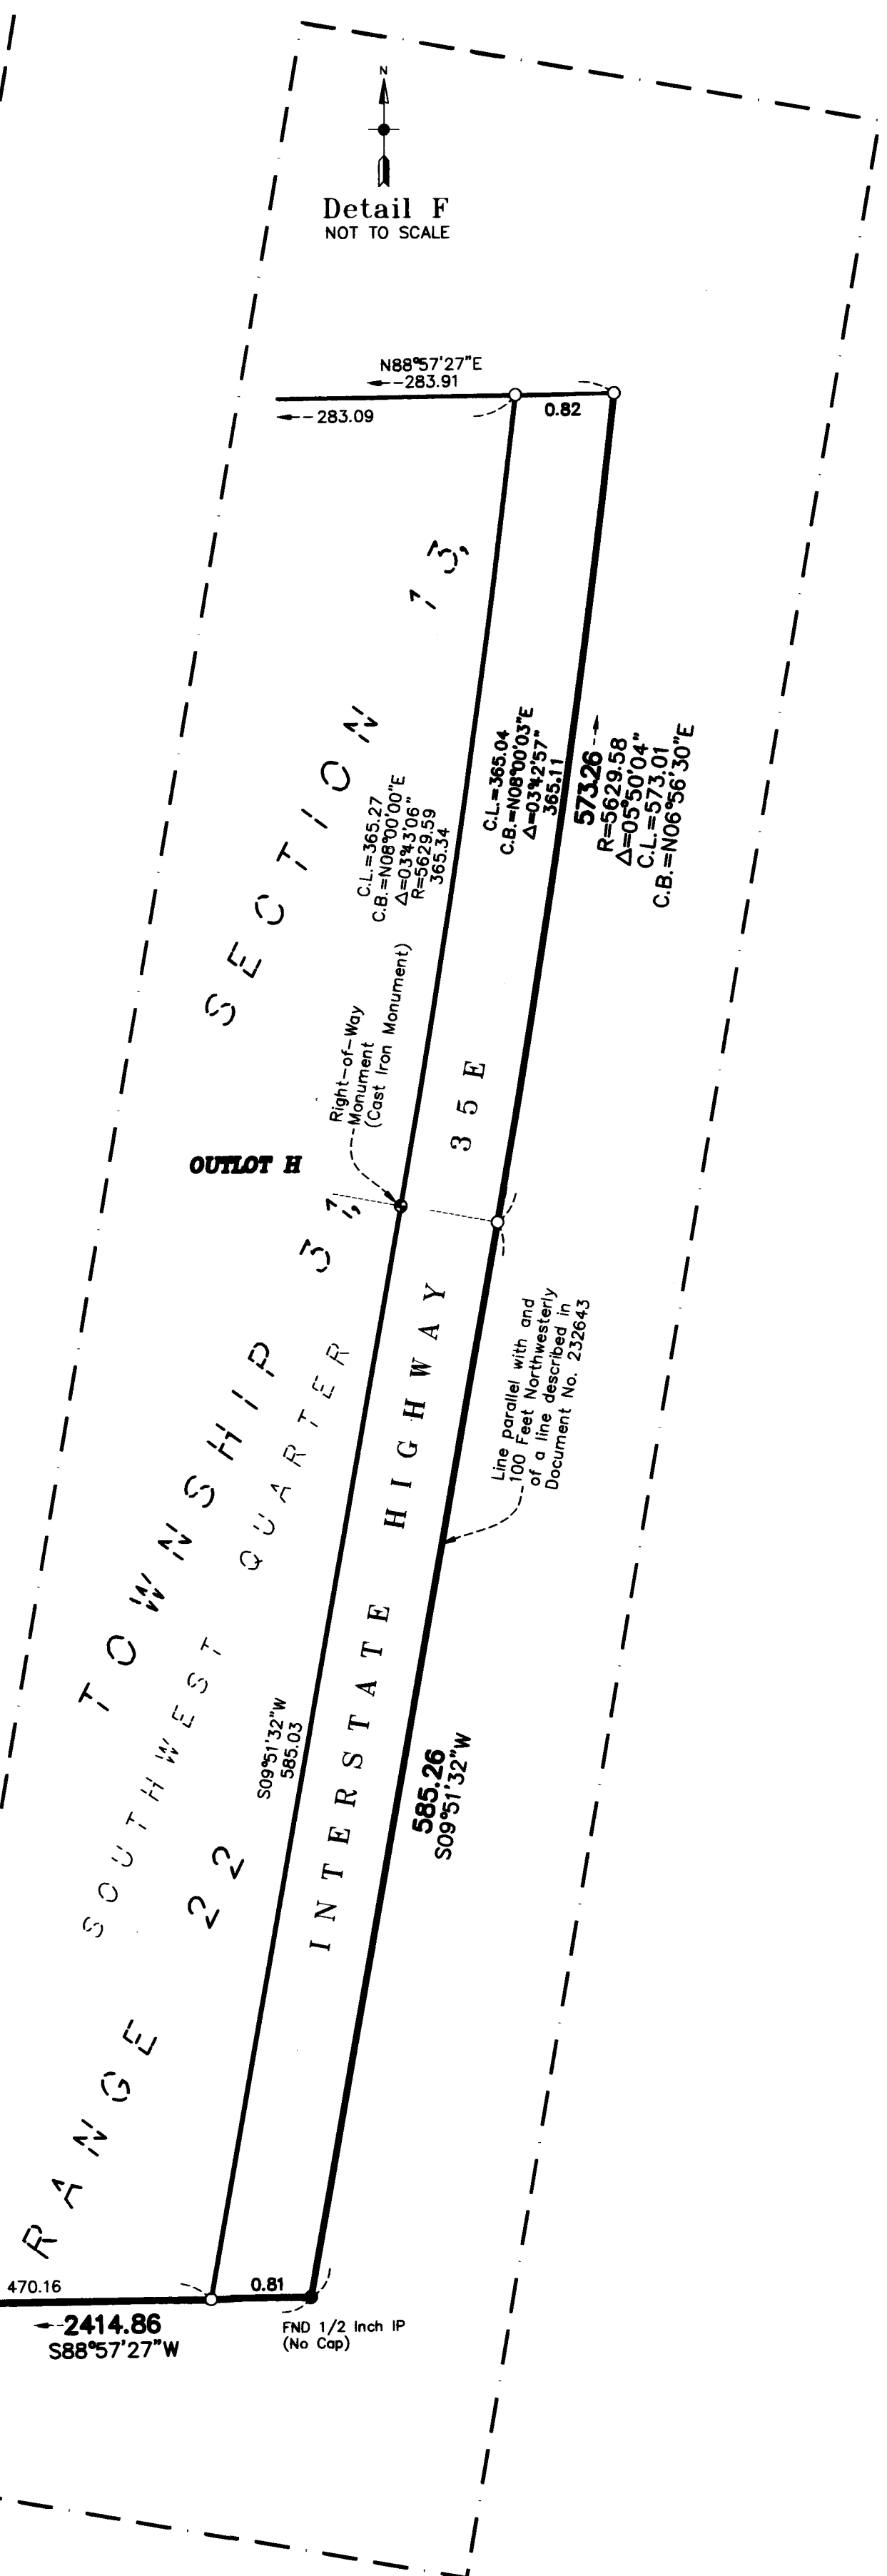 N
Detail F
NOT TO SCALE
N88°57'27"E
283.91
283.09
0.82
SECTION 13,
C.L.=365.27
C.B.=N08°00'00"E
Δ=03°43'06"
R=5629.59
365.34
C.L.=365.04
C.B.=N08°00'03"E
Δ=03°42'57"
365.11
573.26
R=5629.58
Δ=05°50'04"
C.L.=573.01
C.B.=N06°56'30"E
Right-of-Way
Monument
(Cast Iron Monument)
OUTLOT H
TOWNSHIP 31,
SOUTHWEST QUARTER
RANGE 22
INTERSTATE HIGHWAY 35E
Line parallel with and
100 Feet Northwesterly
of a line described in
Document No. 232643
S09°51'32"W
585.03
585.26
S09°51'32"W
470.16
0.81
2414.86
S88°57'27"W
FND 1/2 Inch IP
(No Cap)